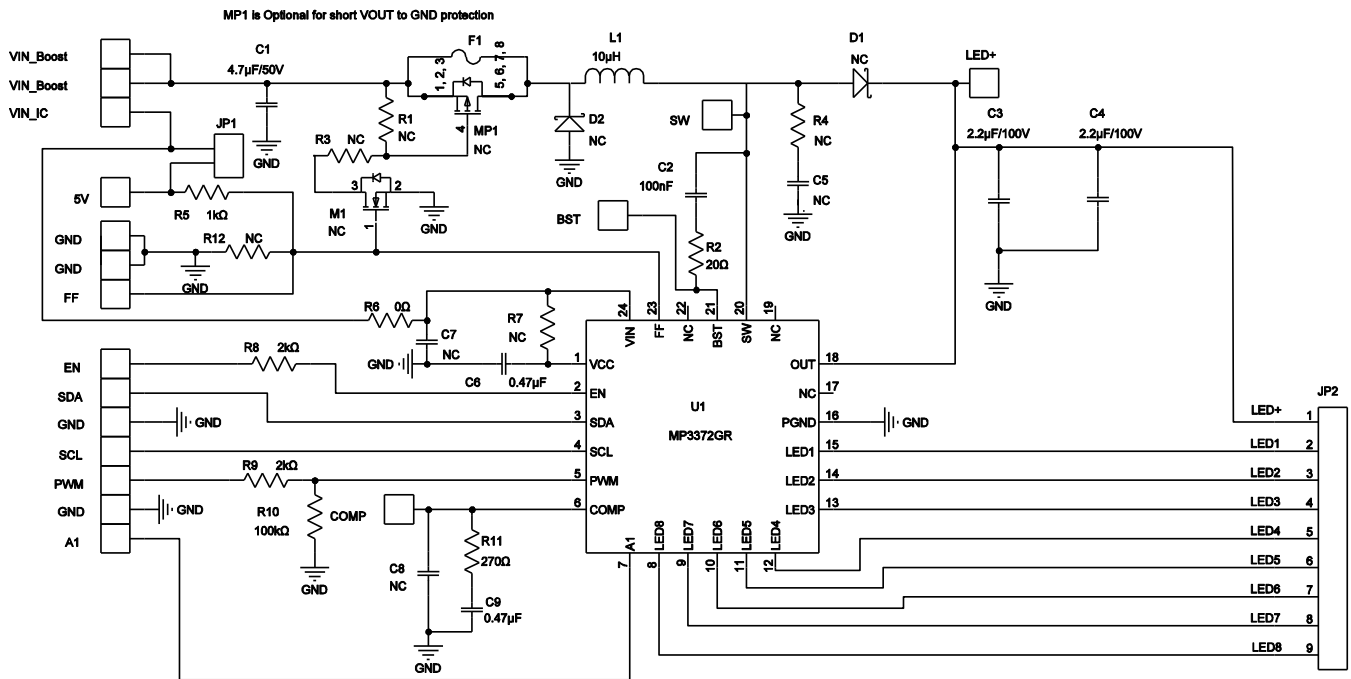 MP1 is Optional for short VOUT to GND protection
VIN_Boost
VIN_Boost
VIN_IC
C1
4.7µF/50V
GND
F1
1, 2, 3
5, 6, 7, 8
4
MP1
NC
R1
NC
R3
NC
L1
10µH
D2
NC
GND
SW
D1
NC
LED+
R4
NC
C5
NC
GND
C3
2.2µF/100V
C4
2.2µF/100V
GND
JP1
5V
R5
1kΩ
GND
GND
FF
R12
NC
GND
3
2
M1
NC
1
GND
BST
C2
100nF
R2
20Ω
R6
0Ω
C7
NC
GND
R7
NC
C6
0.47µF
24
23
22
21
20
19
VIN
FF
NC
BST
SW
NC
EN
SDA
GND
SCL
PWM
GND
A1
R8
2kΩ
GND
R9
2kΩ
GND
R10
100kΩ
COMP
GND
C8
NC
R11
270Ω
C9
0.47µF
GND
1
VCC
2
EN
3
SDA
4
SCL
5
PWM
6
COMP
U1
MP3372GR
OUT
18
NC
17
PGND
16
GND
LED1
15
LED2
14
LED3
13
A1
LED8
LED7
LED6
LED5
LED4
7
8
9
10
11
12
JP2
LED+
1
LED1
2
LED2
3
LED3
4
LED4
5
LED5
6
LED6
7
LED7
8
LED8
9